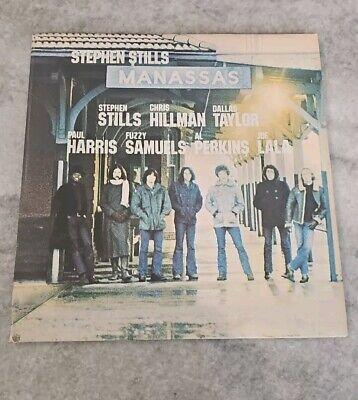 STEPHEN STILLS
MANASSAS
STEPHEN CHRIS DALLAS
STILLS HILLMAN TAYLOR
PAUL FUZZY AL JOE
HARRIS SAMUELS PERKINS LALA